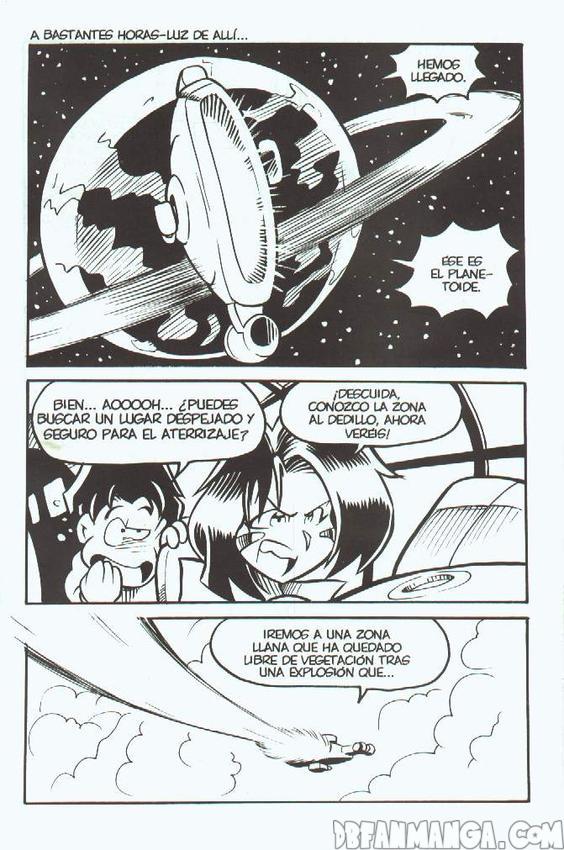 A BASTANTES HORAS-LUZ DE ALLÍ...
HEMOS
LLEGADO.
ESE ES
EL PLANE-
TOIDE.
BIEN... AOOOOH... ¿PUEDES
BUSCAR UN LUGAR DESPEJADO Y
SEGURO PARA EL ATERRIZAJE?
¡DESCUIDA,
CONOZCO LA ZONA
AL DEDILLO, AHORA
VERÉIS!
IREMOS A UNA ZONA
LLANA QUE HA QUEDADO
LIBRE DE VEGETACIÓN TRAS
UNA EXPLOSIÓN QUE...
DBFANMANGA.COM